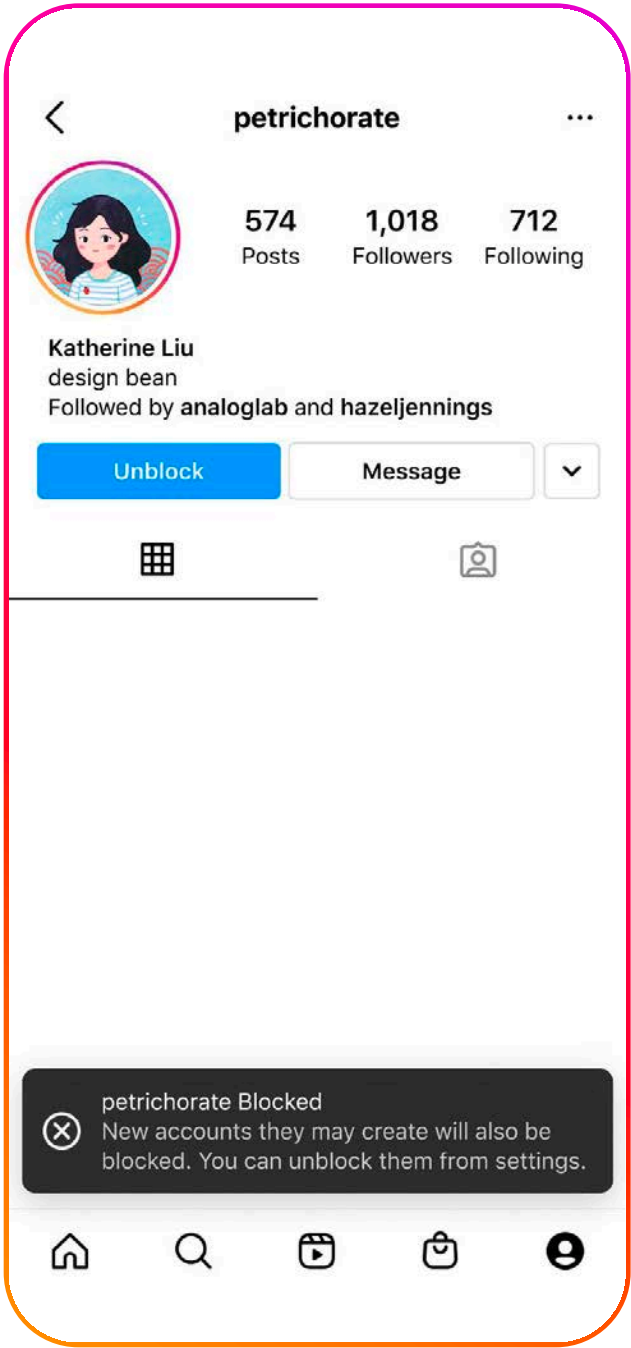 petrichorate
574 1,018 712
Posts Followers Following
Katherine Liu
design bean
Followed by analoglab and hazeljennings
Unblock Message
petrichorate Blocked
New accounts they may create will also be
blocked. You can unblock them from settings.